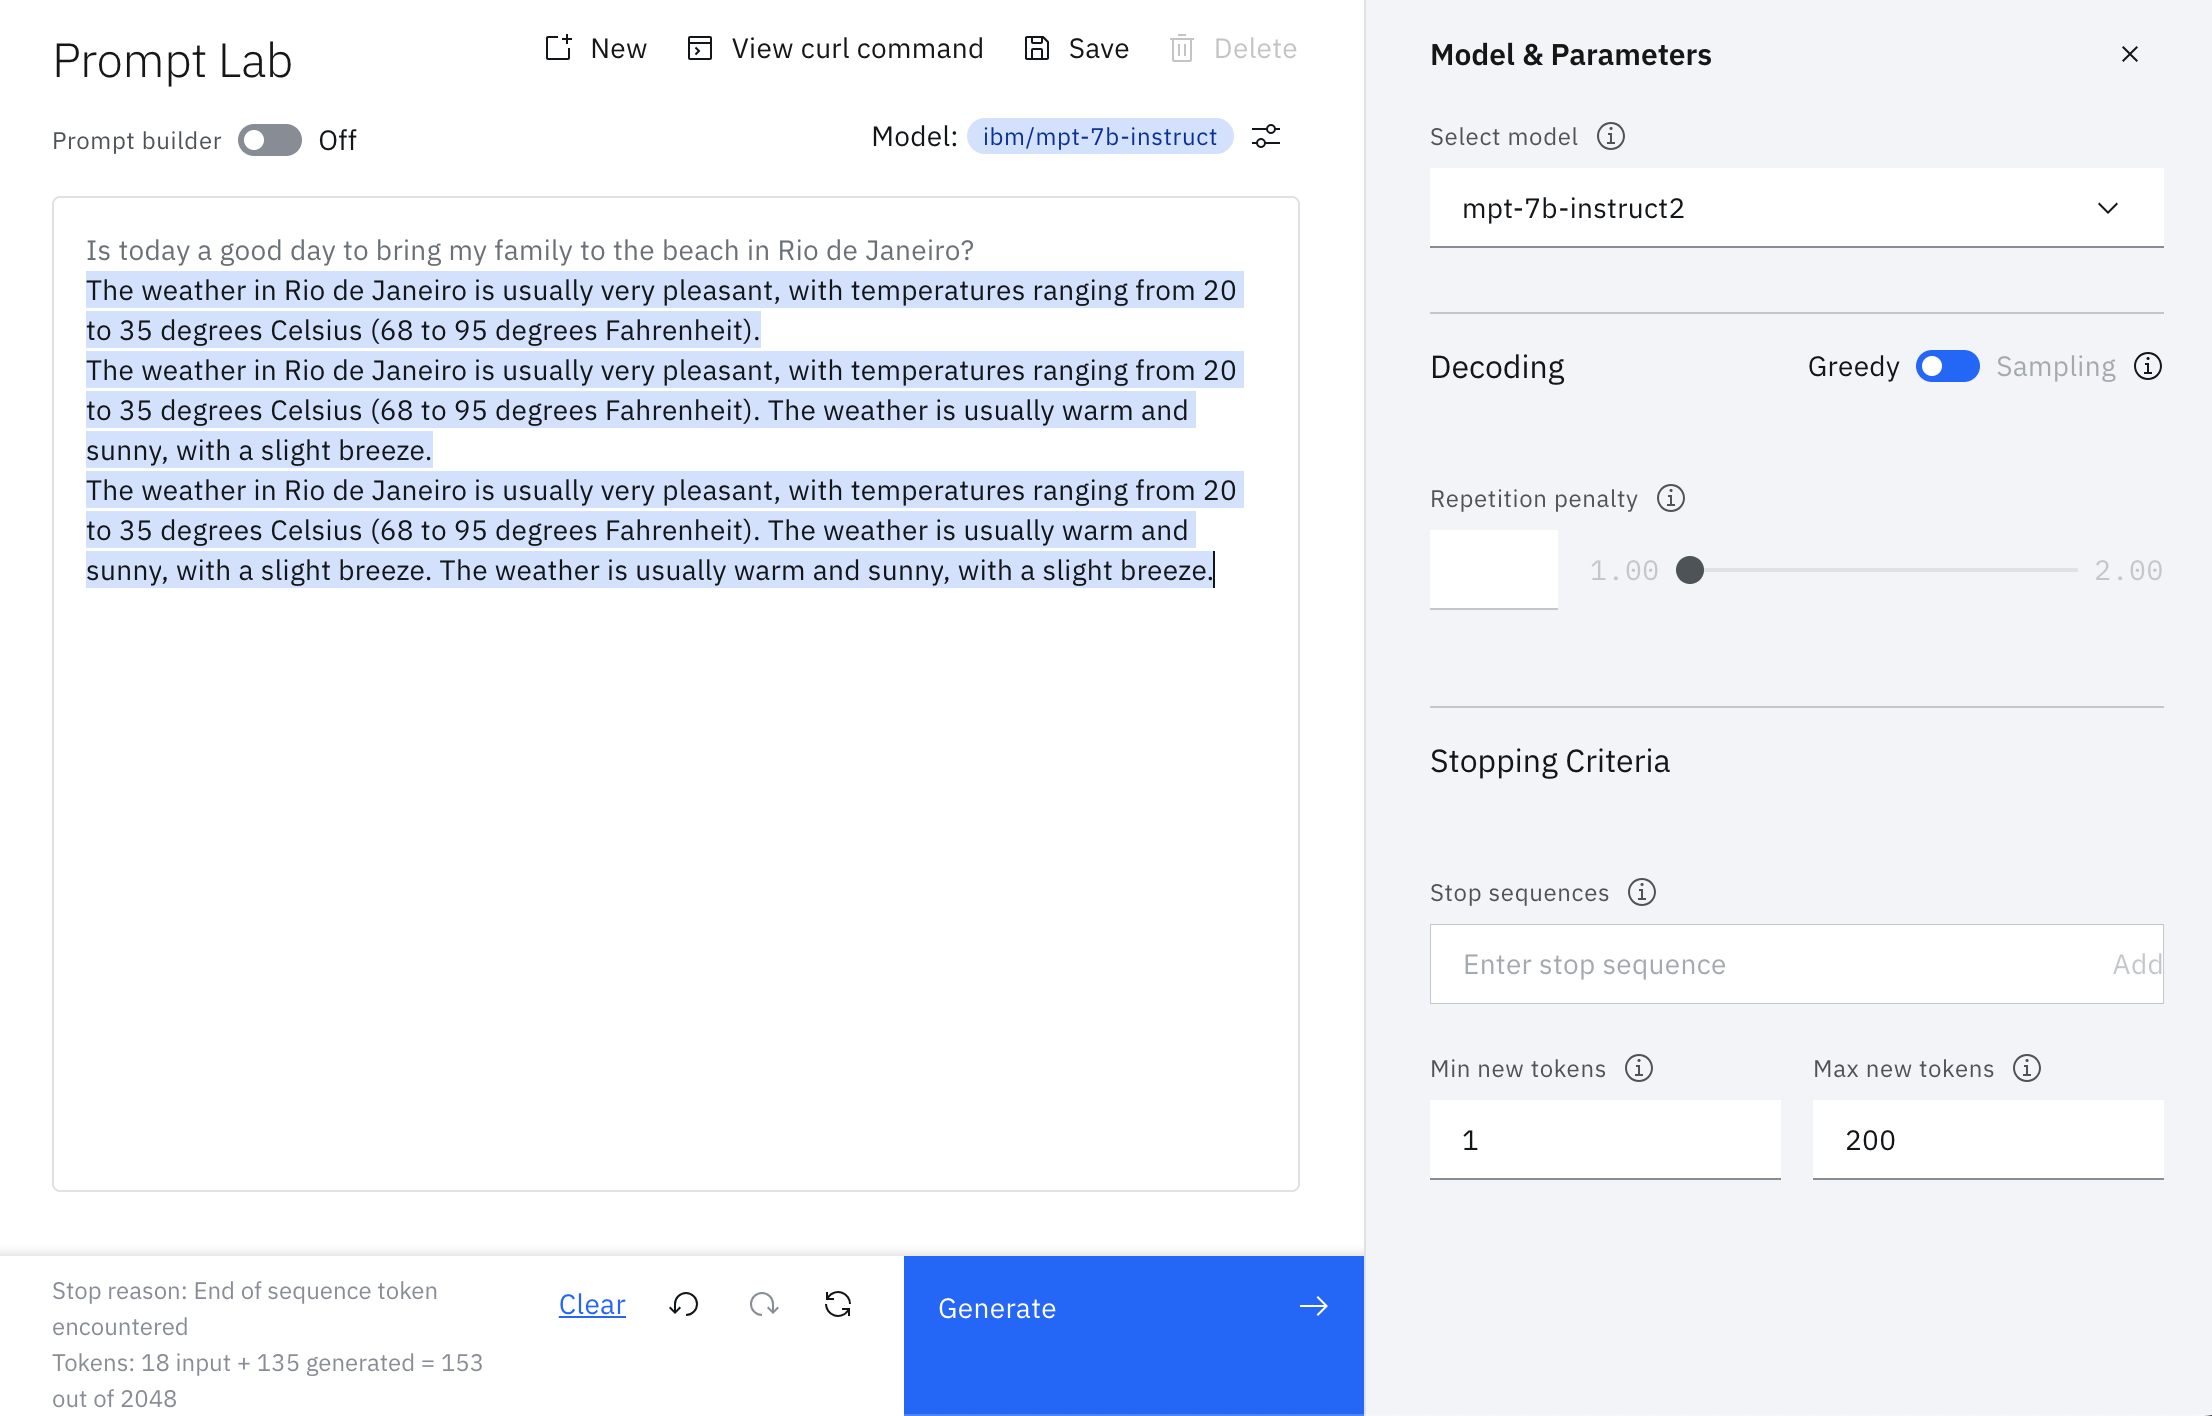 Prompt Lab
New
View curl command
Save
Delete
Prompt builder
Off
Model: ibm/mpt-7b-instruct
Is today a good day to bring my family to the beach in Rio de Janeiro?
The weather in Rio de Janeiro is usually very pleasant, with temperatures ranging from 20
to 35 degrees Celsius (68 to 95 degrees Fahrenheit).
The weather in Rio de Janeiro is usually very pleasant, with temperatures ranging from 20
to 35 degrees Celsius (68 to 95 degrees Fahrenheit). The weather is usually warm and
sunny, with a slight breeze.
The weather in Rio de Janeiro is usually very pleasant, with temperatures ranging from 20
to 35 degrees Celsius (68 to 95 degrees Fahrenheit). The weather is usually warm and
sunny, with a slight breeze. The weather is usually warm and sunny, with a slight breeze.
Stop reason: End of sequence token
encountered
Tokens: 18 input + 135 generated = 153
out of 2048
Clear
Generate
Model & Parameters
Select model
mpt-7b-instruct2
Decoding
Greedy
Sampling
Repetition penalty
1.00
2.00
Stopping Criteria
Stop sequences
Enter stop sequence
Add
Min new tokens
Max new tokens
1
200